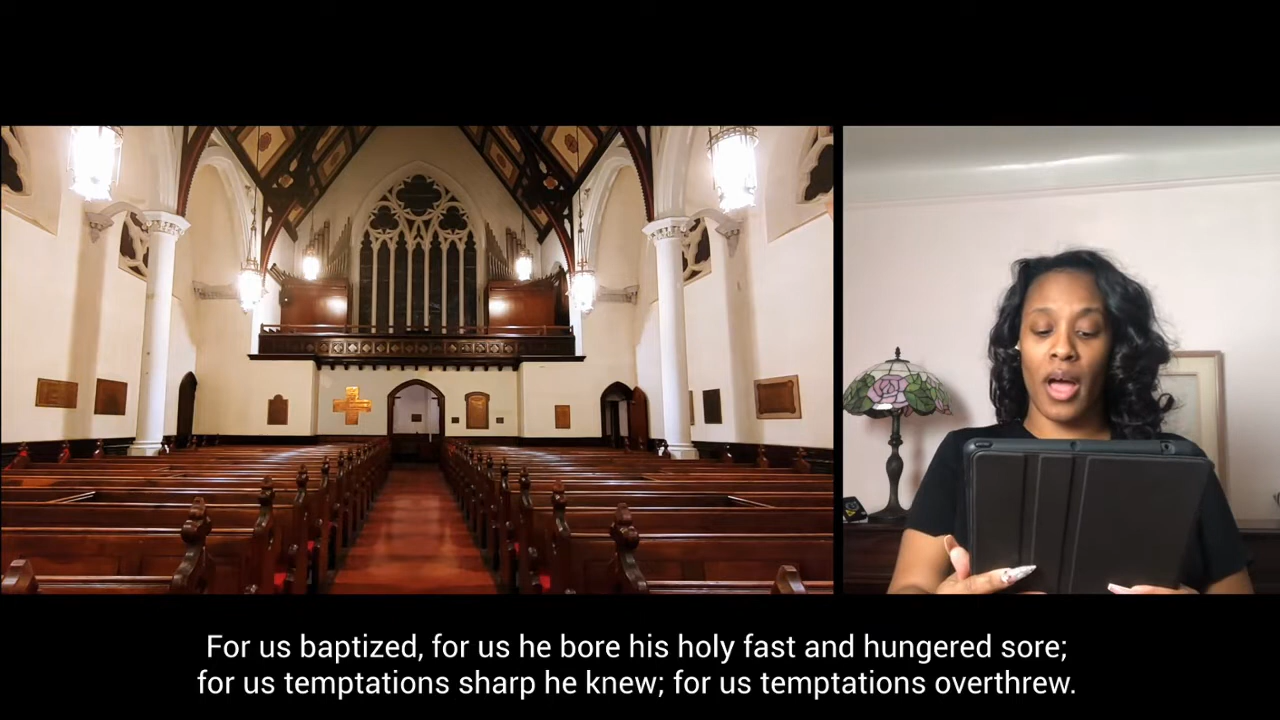 For us baptized, for us he bore his holy fast and hungered sore;
for us temptations sharp he knew; for us temptations overthrew.